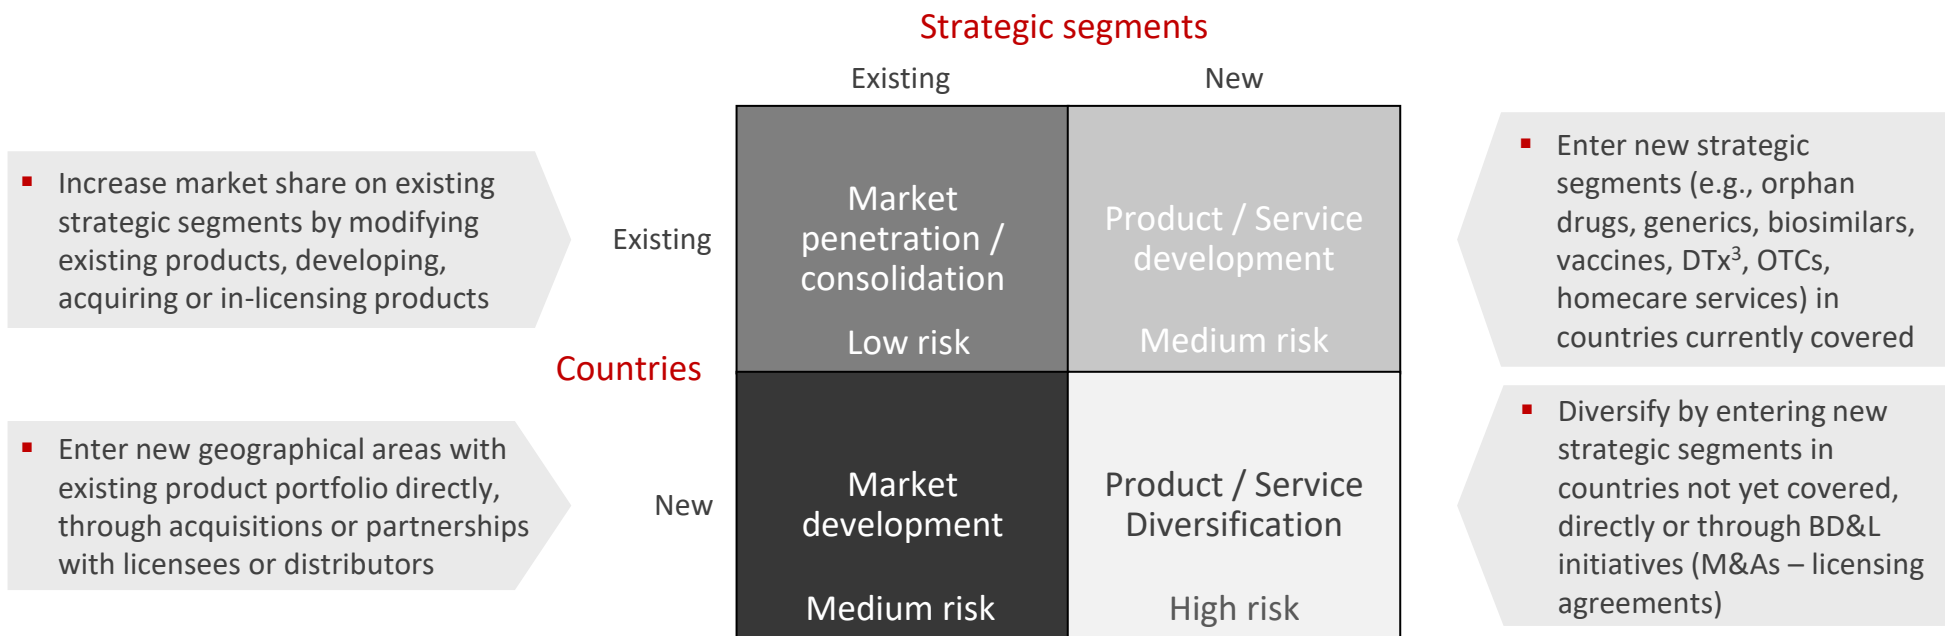 Strategic segments
Existing
New
▪ Increase market share on existing
strategic segments by modifying
existing products, developing,
acquiring or in-licensing products
Existing
Market
penetration /
consolidation
Low risk
Product / Service
development
Medium risk
▪ Enter new strategic
segments (e.g., orphan
drugs, generics, biosimilars,
vaccines, DTx³, OTCs,
homecare services) in
countries currently covered
Countries
▪ Enter new geographical areas with
existing product portfolio directly,
through acquisitions or partnerships
with licensees or distributors
New
Market
development
Medium risk
Product / Service
Diversification
High risk
▪ Diversify by entering new
strategic segments in
countries not yet covered,
directly or through BD&L
initiatives (M&As – licensing
agreements)